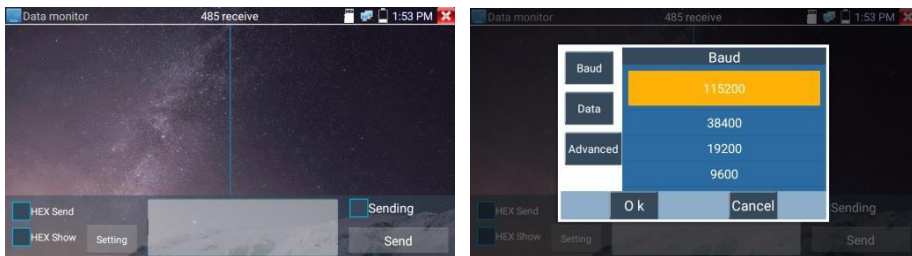 Data monitor 485 receive 1:53 PM
HEX Send Sending
HEX Show Setting Send
Data monitor 485 receive 1:53 PM
Baud
Baud
115200
Data
38400
Advanced 19200
9600
Ok Cancel
HEX Send Sending
HEX Show Setting Send